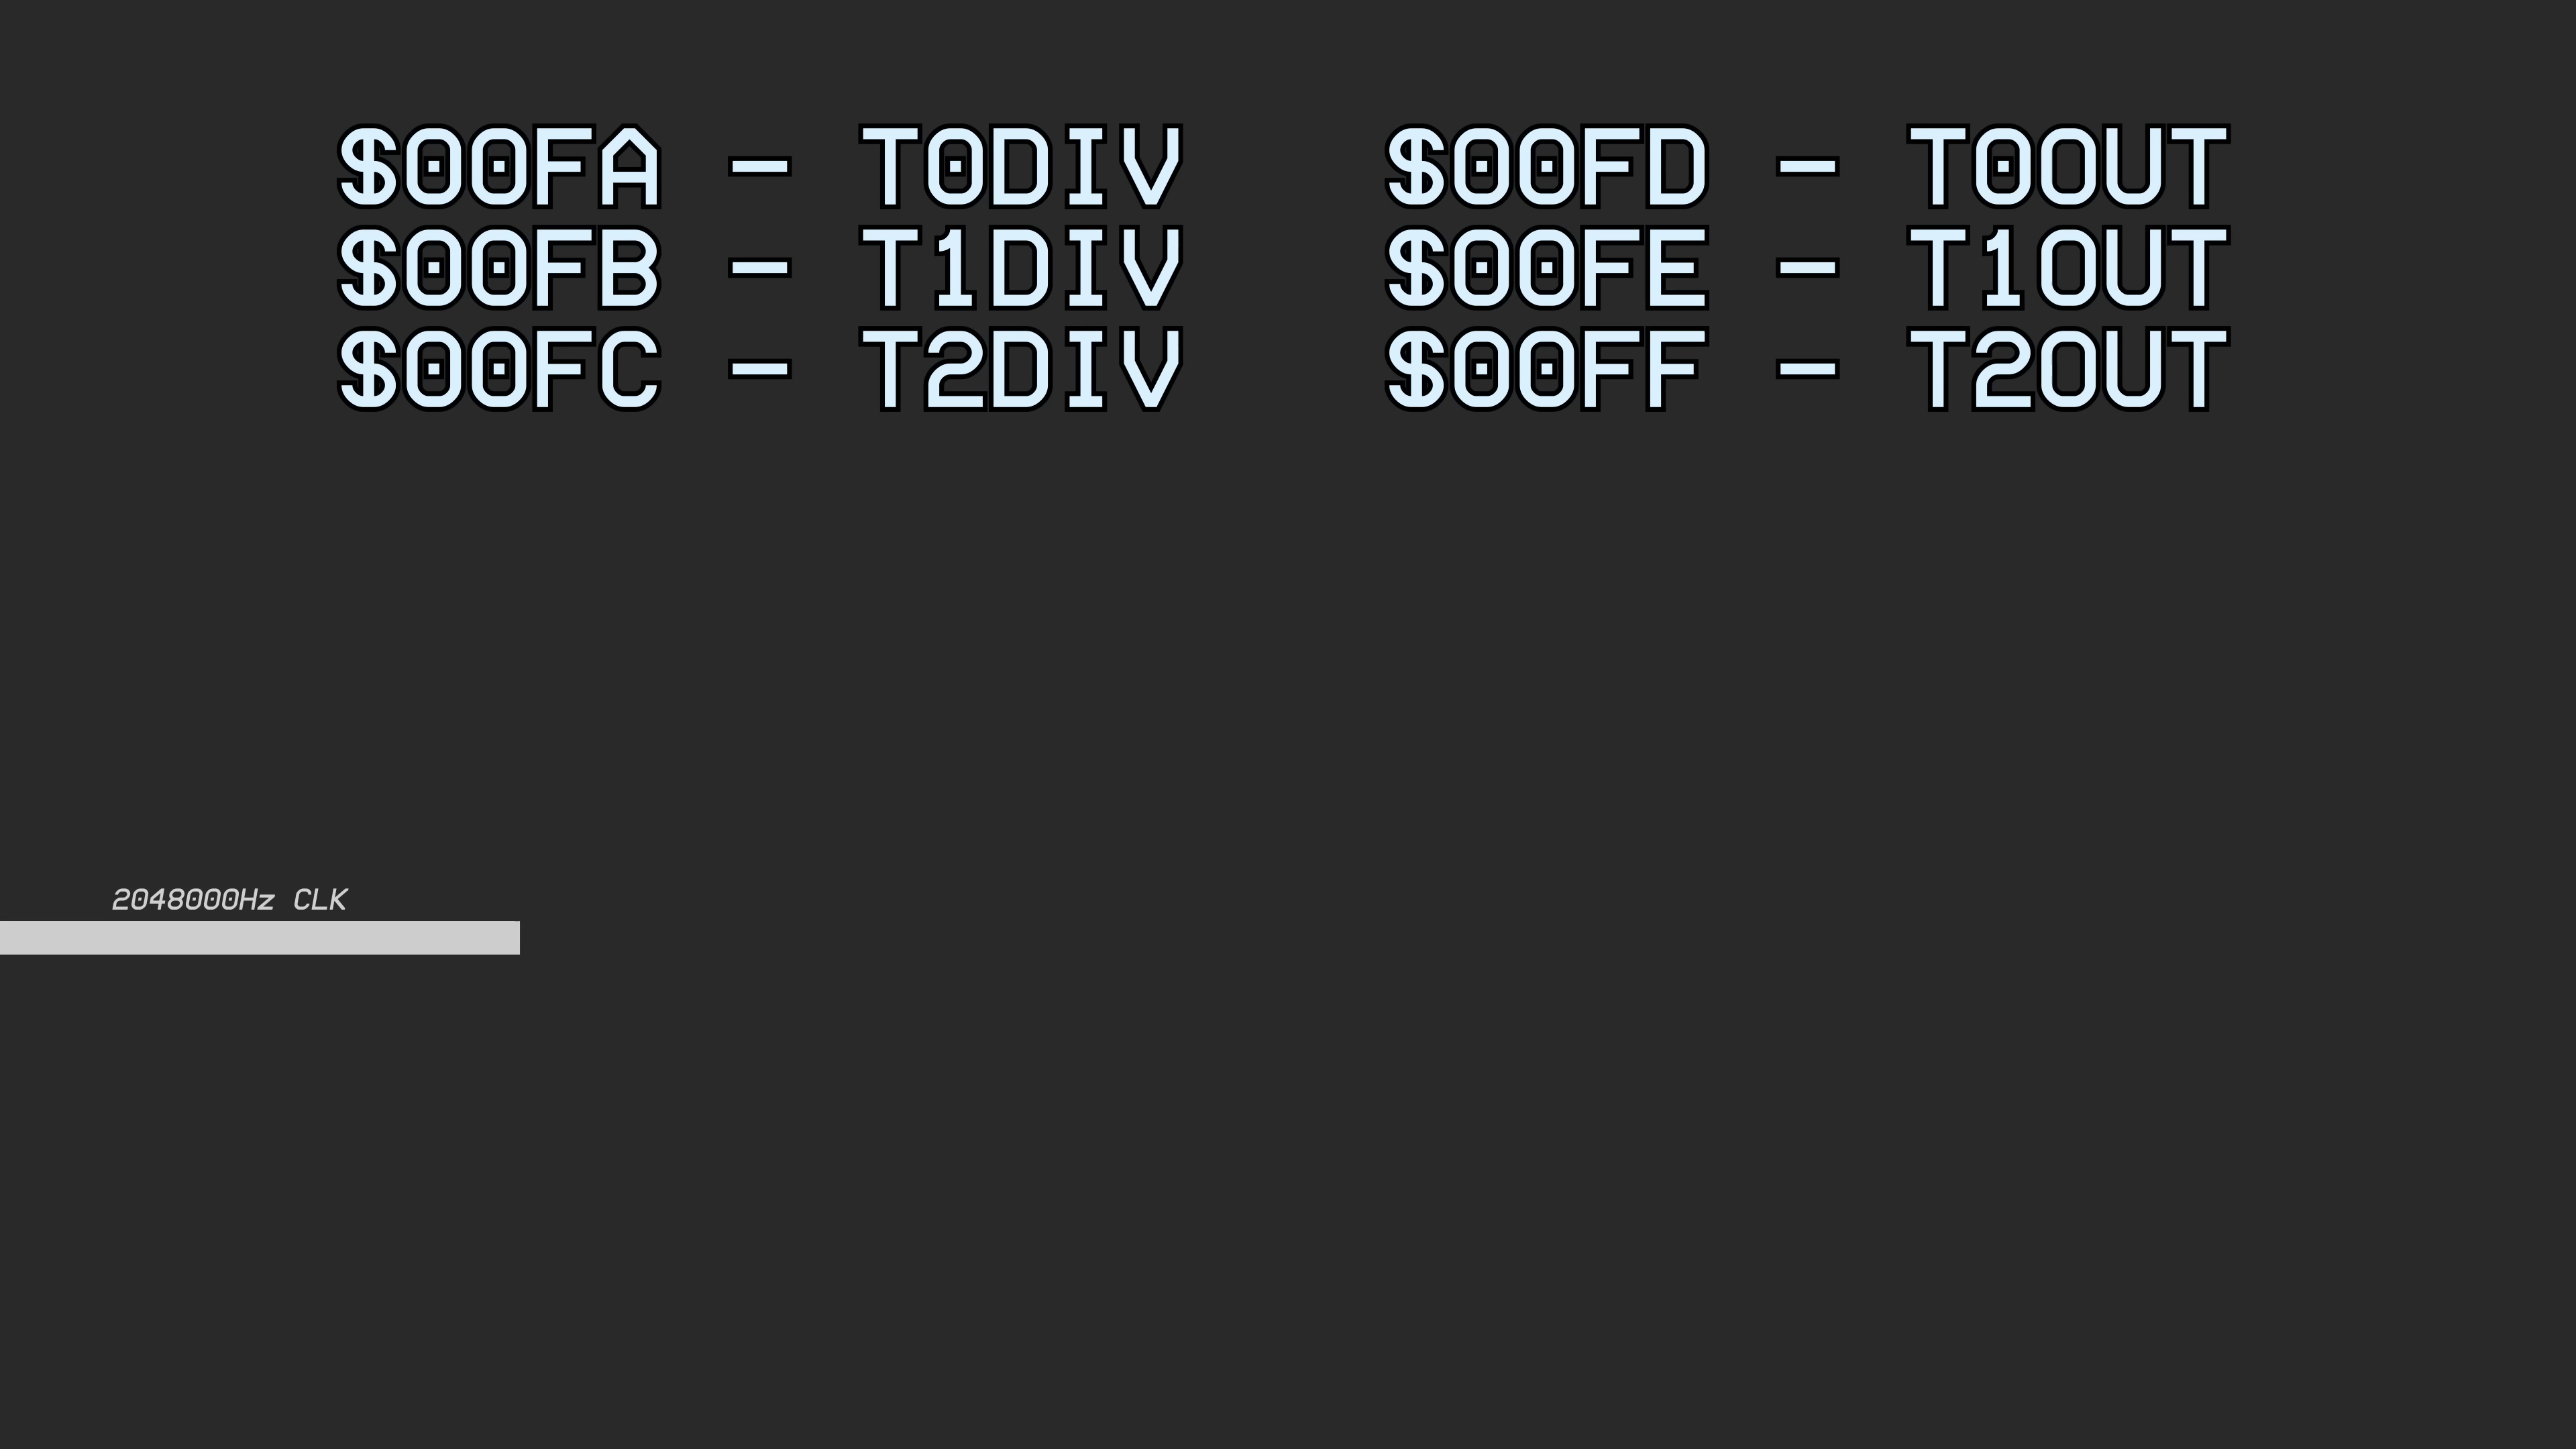 $00FA - T0DIV    $00FD - T0OUT
$00FB - T1DIV    $00FE - T1OUT
$00FC - T2DIV    $00FF - T2OUT
2048000Hz CLK